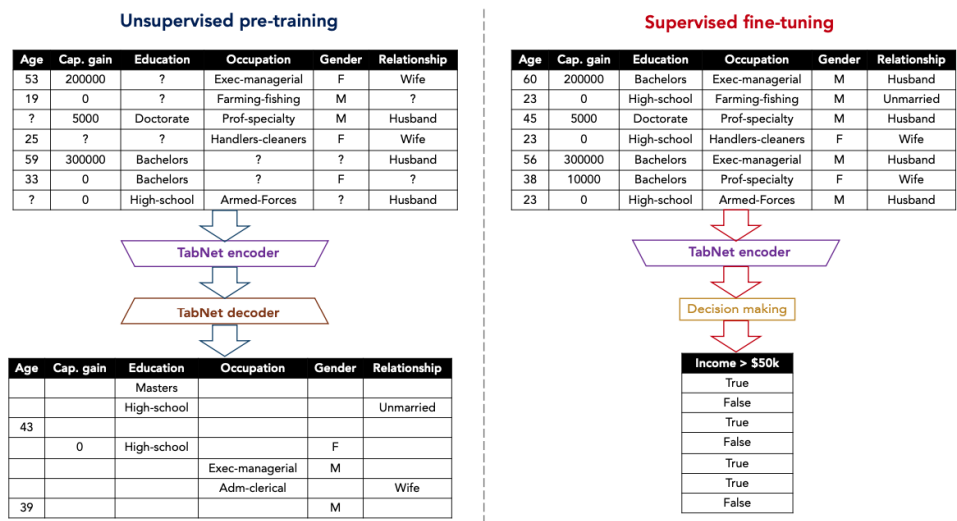 Unsupervised pre-training
Age Cap. gain Education Occupation Gender Relationship
53 200000 ? Exec-managerial F Wife
19 0 ? Farming-fishing M ?
? 5000 Doctorate Prof-specialty M Husband
25 ? ? Handlers-cleaners F Wife
59 300000 Bachelors ? ? Husband
33 0 Bachelors ? F ?
? 0 High-school Armed-Forces ? Husband
TabNet encoder
TabNet decoder
Age Cap. gain Education Occupation Gender Relationship
Masters
High-school Unmarried
43
0 High-school F
Exec-managerial M
Adm-clerical Wife
39 M
Supervised fine-tuning
Age Cap. gain Education Occupation Gender Relationship
60 200000 Bachelors Exec-managerial M Husband
23 0 High-school Farming-fishing M Unmarried
45 5000 Doctorate Prof-specialty M Husband
23 0 High-school Handlers-cleaners F Wife
56 300000 Bachelors Exec-managerial M Husband
38 10000 Bachelors Prof-specialty F Wife
23 0 High-school Armed-Forces M Husband
TabNet encoder
Decision making
Income > $50k
True
False
True
False
True
True
False